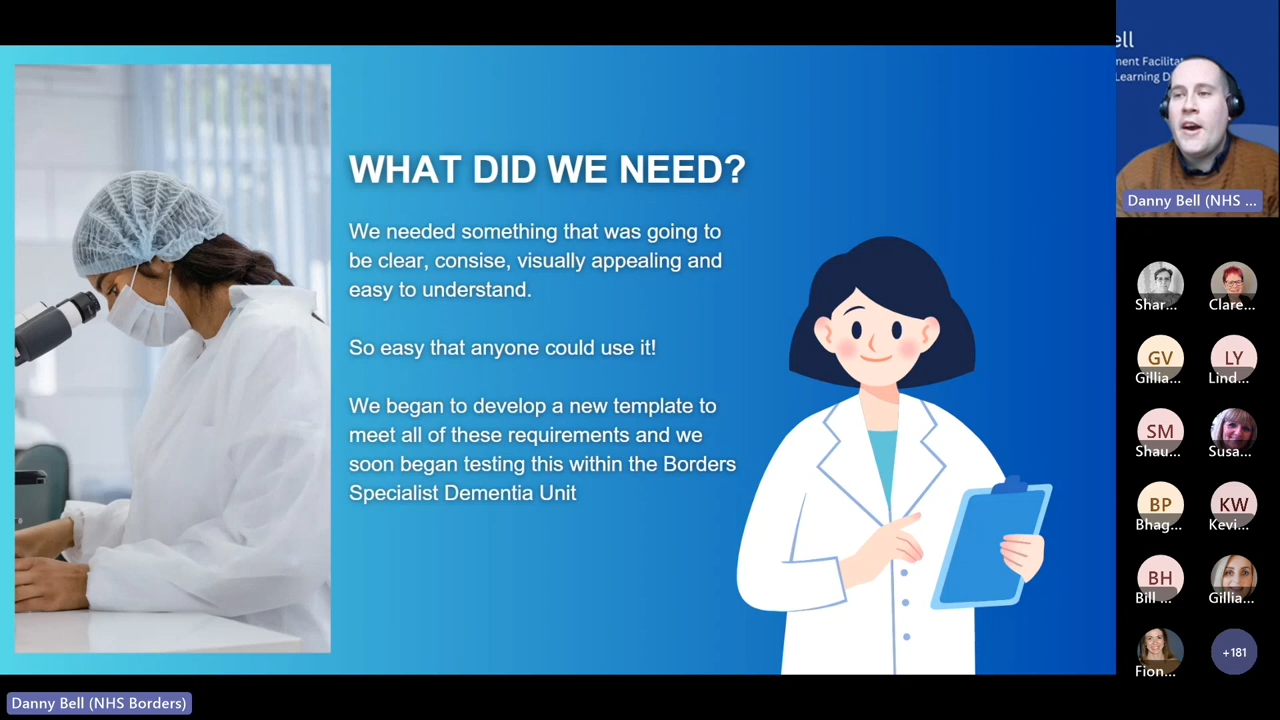 WHAT DID WE NEED?
We needed something that was going to
be clear, consise, visually appealing and
easy to understand.
So easy that anyone could use it!
We began to develop a new template to
meet all of these requirements and we
soon began testing this within the Borders
Specialist Dementia Unit
ell
ment Facilitat
Learning D
Danny Bell (NHS ...
Shar...
Clare...
GV
Gillia...
LY
Lind...
SM
Shau...
Susa...
BP
Bhag...
KW
Kevi...
BH
Bill ...
Gillia...
Fion...
+181
Danny Bell (NHS Borders)